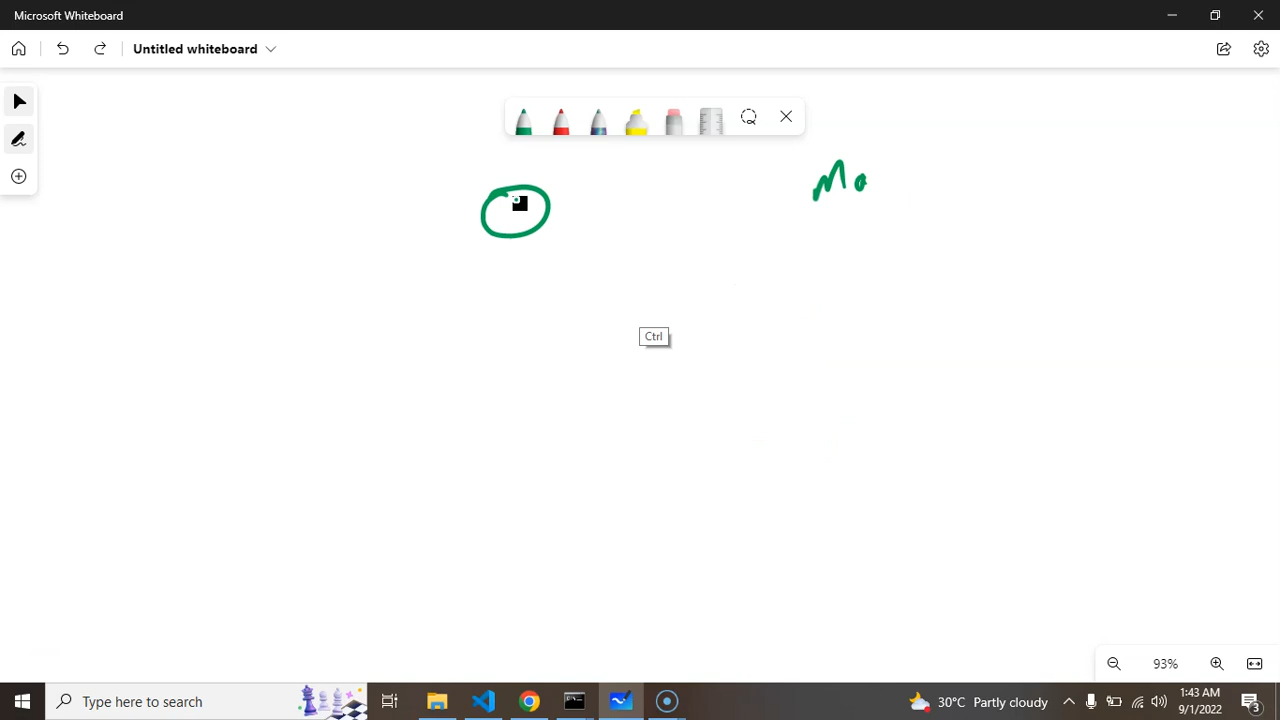 Microsoft Whiteboard
Untitled whiteboard
Mo
Ctrl
93%
Type here to search
30°C Partly cloudy
1:43 AM
9/1/2022
3